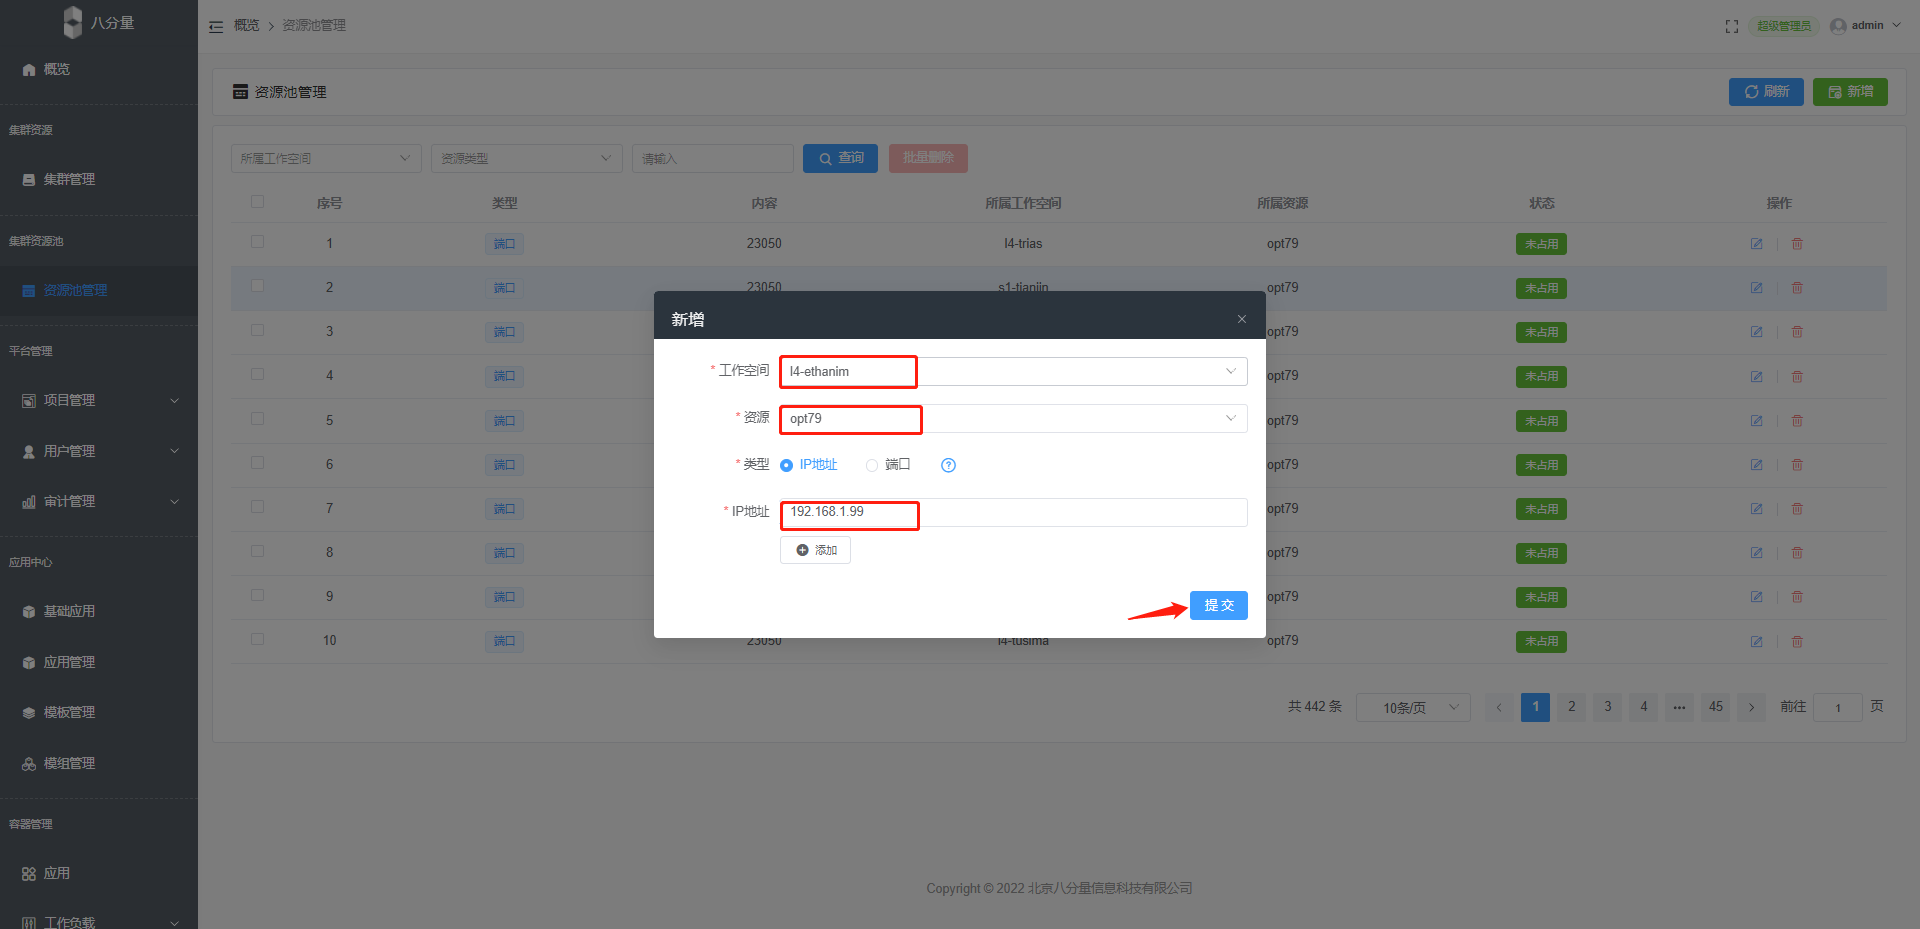 八分量
概览
集群资源
集群管理
集群资源池
资源池管理
平台管理
项目管理
用户管理
审计管理
应用中心
基础应用
应用管理
模板管理
模组管理
容器管理
应用
工作负载
概览 > 资源池管理
超级管理员 admin
资源池管理
刷新 新增
所属工作空间 资源类型 请输入 查询 批量删除
序号 类型 内容 所属工作空间 所属资源 状态 操作
1 端口 23050 l4-trias opt79 未占用
2 端口 23050 s1-tianjin opt79 未占用
3 端口 opt79 未占用
4 端口 opt79 未占用
5 端口 opt79 未占用
6 端口 opt79 未占用
7 端口 opt79 未占用
8 端口 opt79 未占用
9 端口 opt79 未占用
10 端口 23050 l4-tusima opt79 未占用
新增
* 工作空间 l4-ethanim
* 资源 opt79
* 类型 IP地址 端口
* IP地址 192.168.1.99
添加
提交
共 442 条 10条/页 1 2 3 4 ••• 45 前往 1 页
Copyright © 2022 北京八分量信息科技有限公司